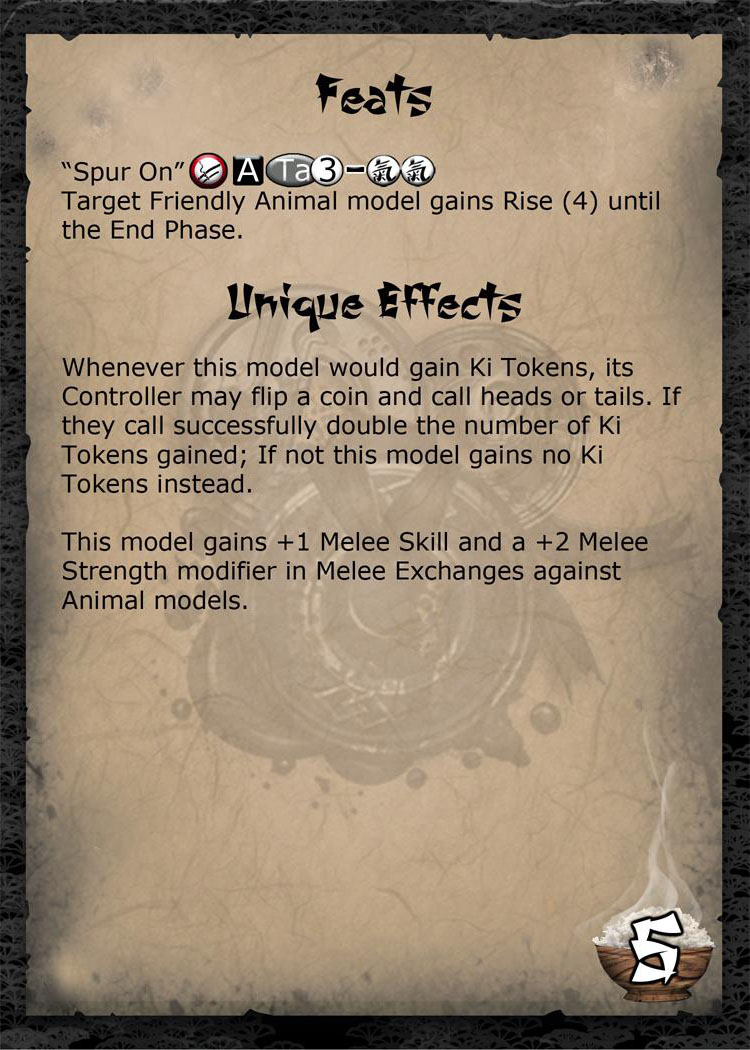 Feats
“Spur On” A Ta 3 - 氣 氣
Target Friendly Animal model gains Rise (4) until
the End Phase.
Unique Effects
Whenever this model would gain Ki Tokens, its
Controller may flip a coin and call heads or tails. If
they call successfully double the number of Ki
Tokens gained; If not this model gains no Ki
Tokens instead.
This model gains +1 Melee Skill and a +2 Melee
Strength modifier in Melee Exchanges against
Animal models.
5